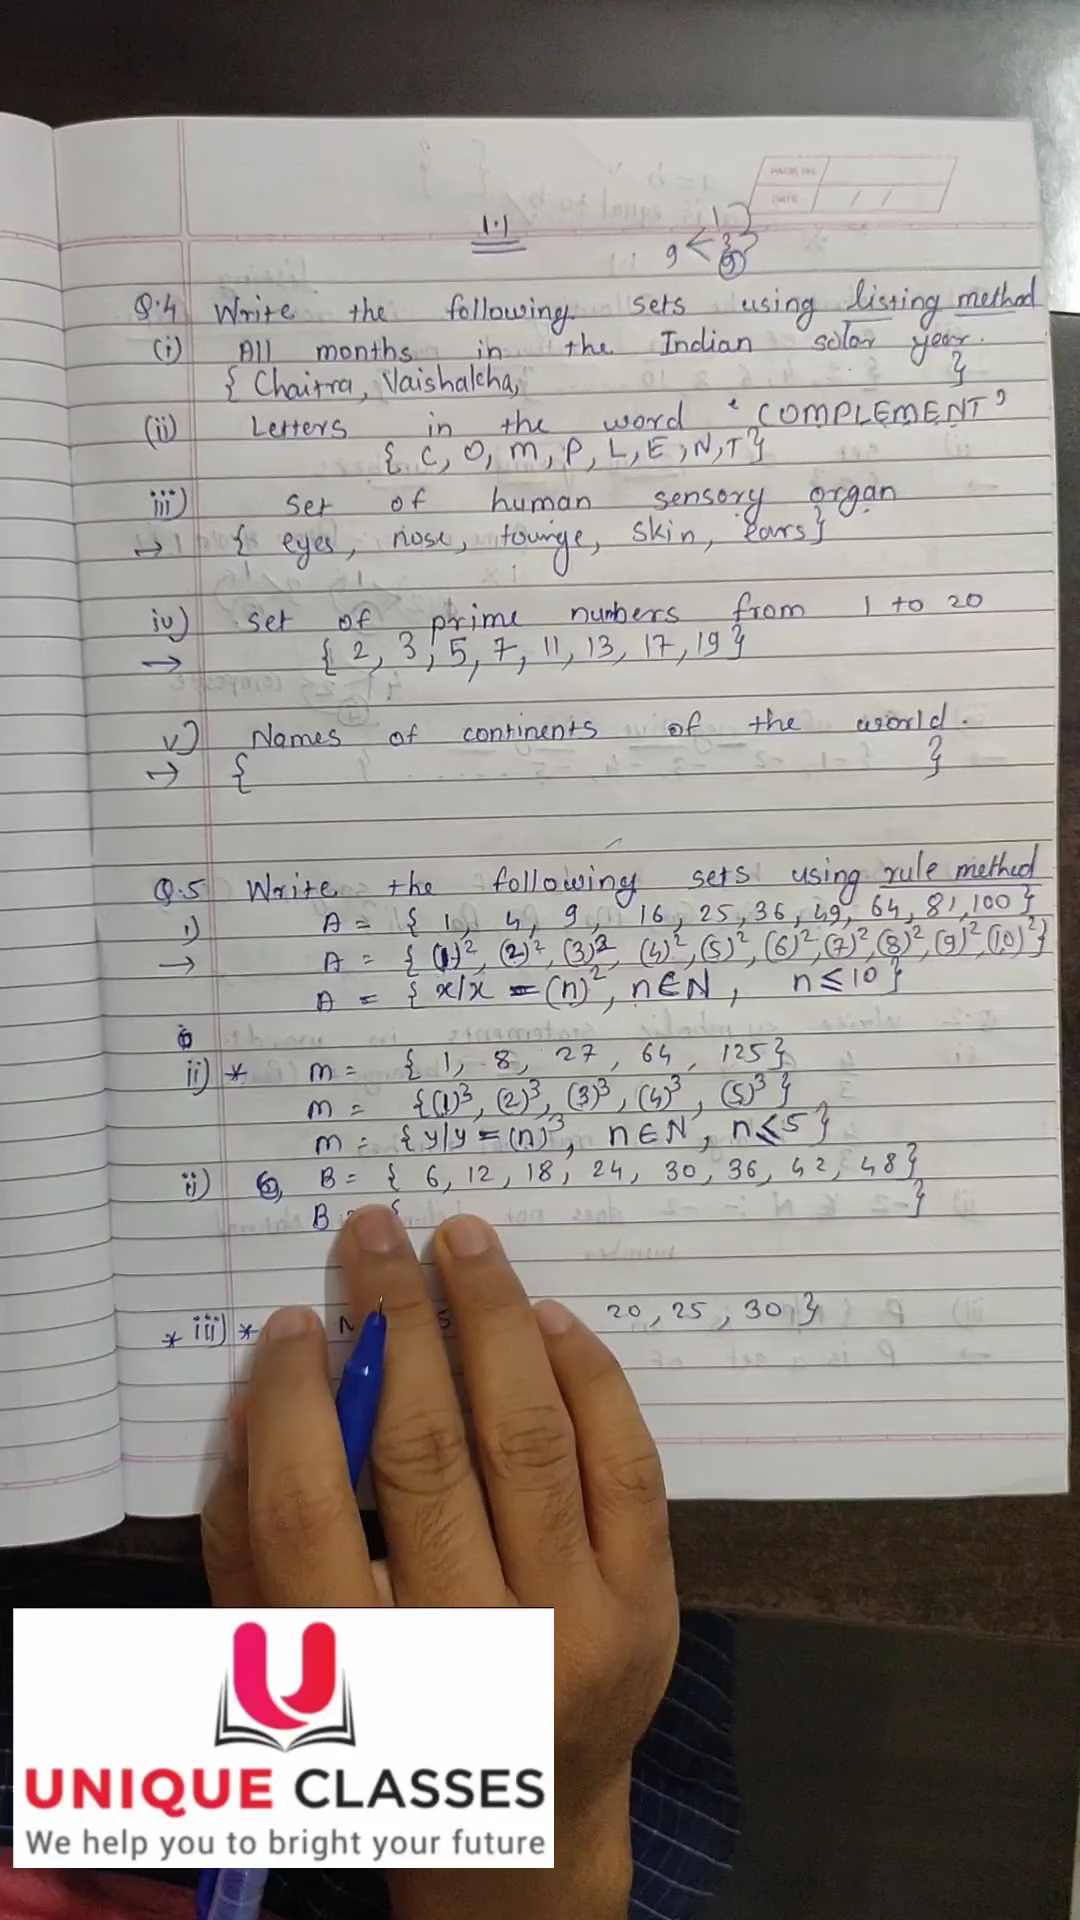 PAGE NO.
DATE / /
1.1
9 < 1 3 9
Q.4 Write the following sets using listing method
(i) All months in the Indian solar year.
{ Chaitra, Vaishakha, }
(ii) Letters in the word 'COMPLEMENT'
{ C, O, M, P, L, E, N, T }
iii) set of human sensory organ
→ { eyes, nose, tounge, skin, ears }
iv) set of prime numbers from 1 to 20
→ { 2, 3, 5, 7, 11, 13, 17, 19 }
v) Names of continents of the world.
→ { }
Q.5 Write the following sets using rule method
i) A = { 1, 4, 9, 16, 25, 36, 49, 64, 81, 100 }
→ A = { (1)², (2)², (3)², (4)², (5)², (6)², (7)², (8)², (9)², (10)² }
A = { x/x = (n)², n∈N, n≤10 }
ii) * m = { 1, 8, 27, 64, 125 }
m = { (1)³, (2)³, (3)³, (4)³, (5)³ }
m = { y/y = (n)³, n∈N, n≤5 }
ii) B = { 6, 12, 18, 24, 30, 36, 42, 48 }
B = { }
* iii) * 20, 25, 30 }
UNIQUE CLASSES
We help you to bright your future